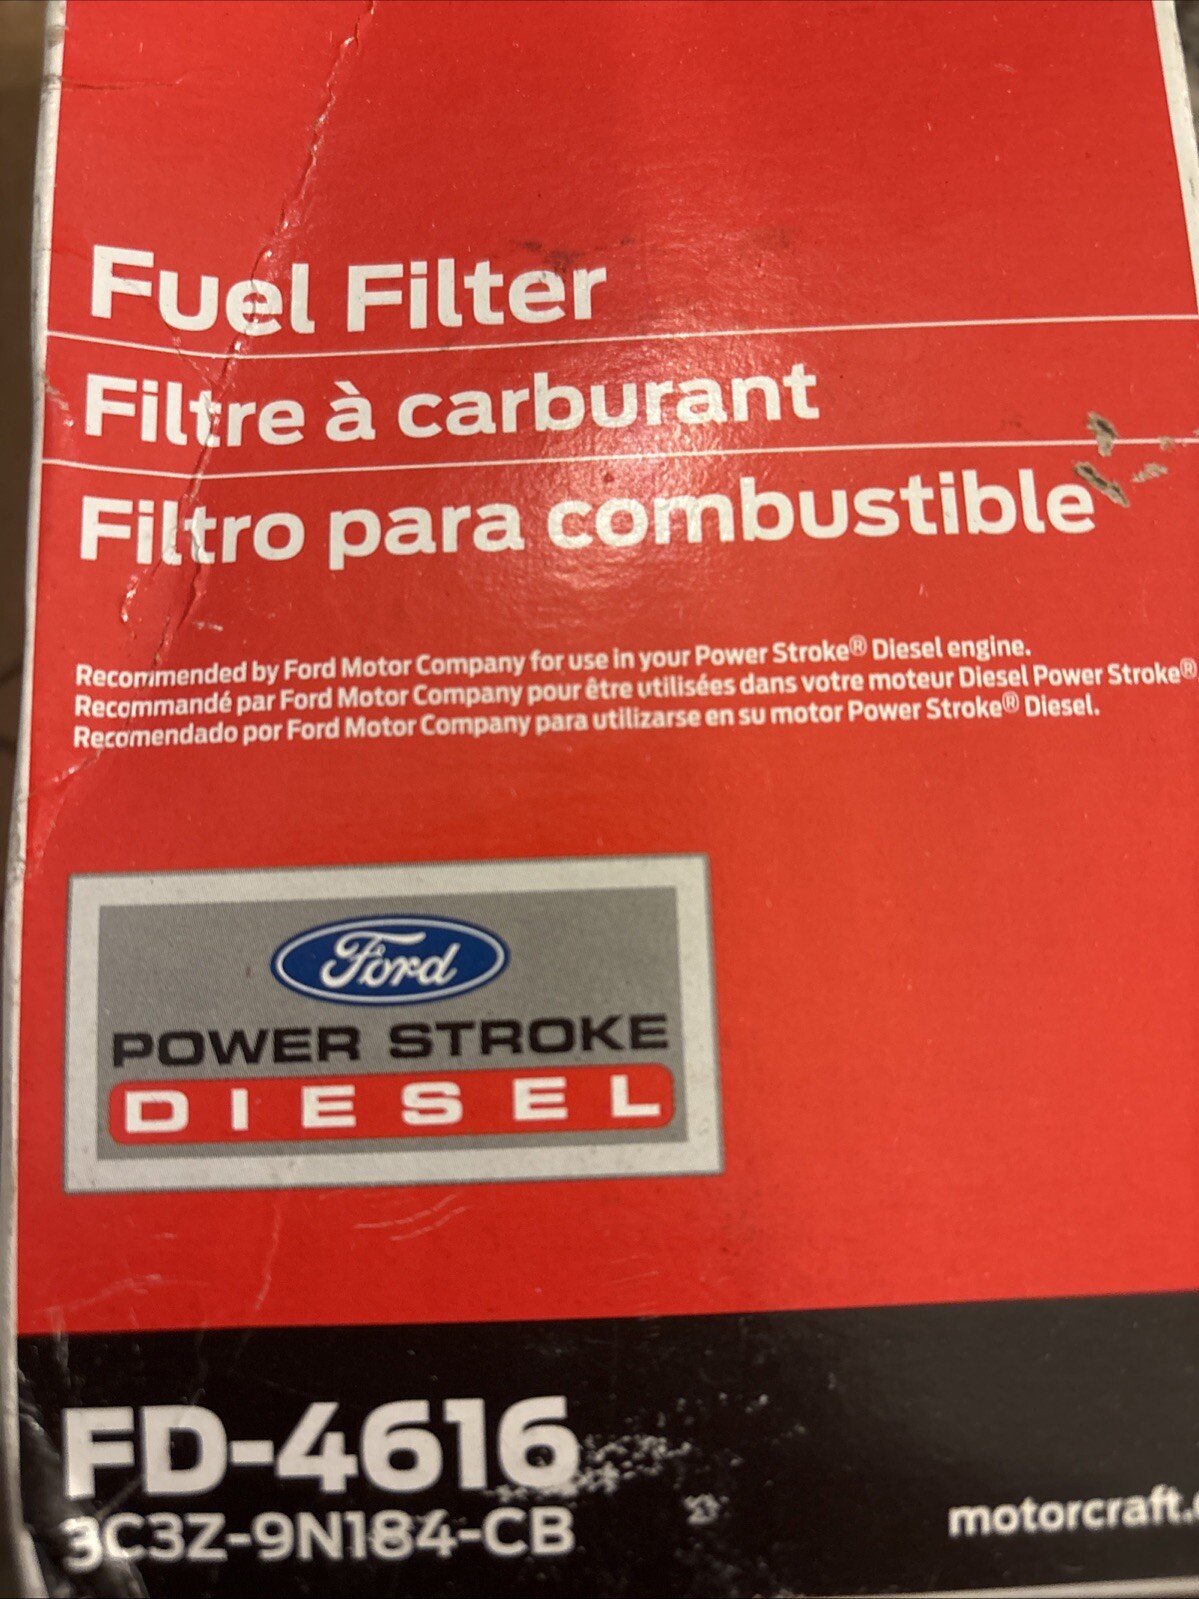 Fuel Filter
Filtre à carburant
Filtro para combustible
Recommended by Ford Motor Company for use in your Power Stroke® Diesel engine.
Recommandé par Ford Motor Company pour être utilisées dans votre moteur Diesel Power Stroke®
Recomendado por Ford Motor Company para utilizarse en su motor Power Stroke® Diesel.
Ford
POWER STROKE
DIESEL
FD-4616
3C3Z-9N184-CB
motorcraft.